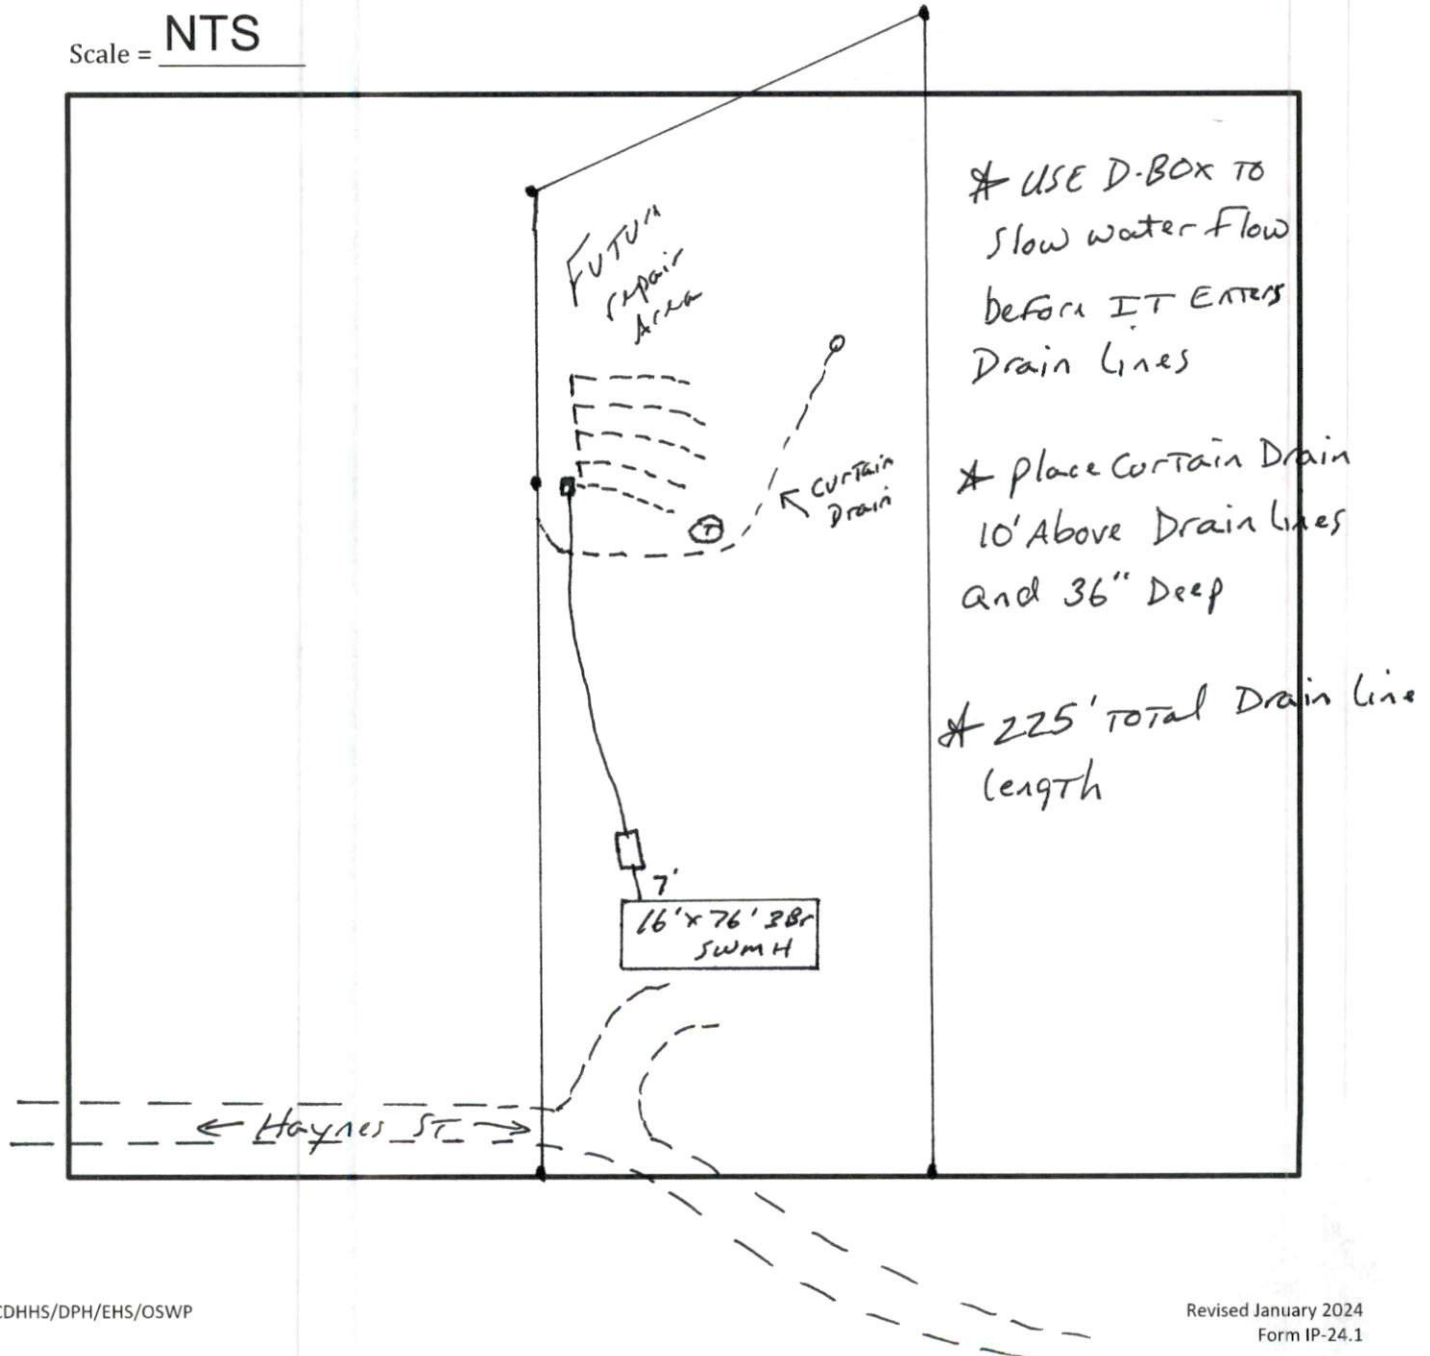 Scale = NTS
* USE D-BOX TO
Slow water Flow
before IT Enters
Drain lines
FUTURE
repair
Area
CURTAIN
Drain
T
* Place Curtain Drain
10' Above Drain lines
and 36" Deep
* 225' TOTAL Drain Line
Length
7'
16' x 76' 3Br
SWMH
Haynes ST.
CDHHS/DPH/EHS/OSWP
Revised January 2024
Form IP-24.1